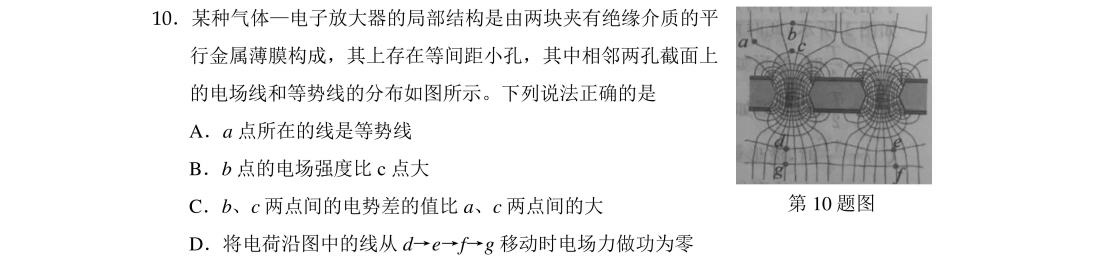 10．某种气体—电子放大器的局部结构是由两块夹有绝缘介质的平
行金属薄膜构成，其上存在等间距小孔，其中相邻两孔截面上
的电场线和等势线的分布如图所示。下列说法正确的是
A．a 点所在的线是等势线
B．b 点的电场强度比 c 点大
C．b、c 两点间的电势差的值比 a、c 两点间的大
D．将电荷沿图中的线从 d→e→f→g 移动时电场力做功为零
a
b
c
d
e
g
f
第 10 题图